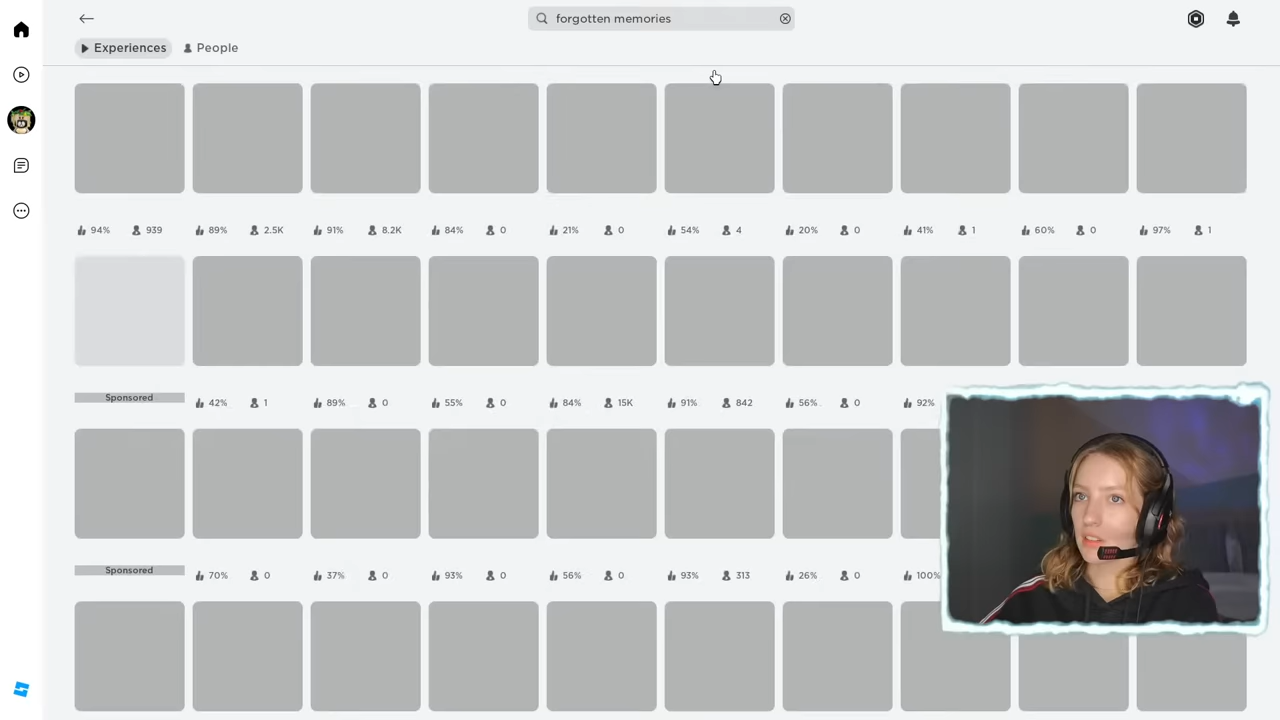 forgotten memories
Experiences People
94% 939 89% 2.5K 91% 8.2K 84% 0 21% 0 54% 4 20% 0 41% 1 60% 0 97% 1
Sponsored 42% 1 89% 0 55% 0 84% 15K 91% 842 56% 0 92%
Sponsored 70% 0 37% 0 93% 0 56% 0 93% 313 26% 0 100%